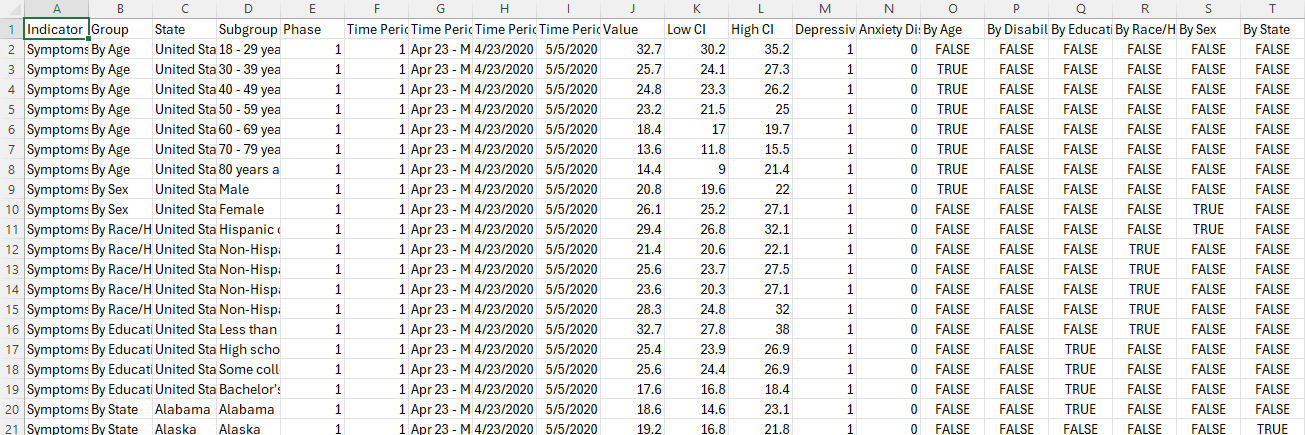 A B C D E F G H I J K L M N O P Q R S T
1 Indicator Group State Subgroup Phase Time Peric Time Peric Time Peric Time Peric Value Low CI High CI Depressiv Anxiety Di: By Age By Disabil By Educati By Race/H By Sex By State
2 Symptoms By Age United Sta 18 - 29 yea 1 1 Apr 23 - M 4/23/2020 5/5/2020 32.7 30.2 35.2 1 0 FALSE FALSE FALSE FALSE FALSE FALSE
3 Symptoms By Age United Sta 30 - 39 yea 1 1 Apr 23 - M 4/23/2020 5/5/2020 25.7 24.1 27.3 1 0 TRUE FALSE FALSE FALSE FALSE FALSE
4 Symptoms By Age United Sta 40 - 49 yea 1 1 Apr 23 - M 4/23/2020 5/5/2020 24.8 23.3 26.2 1 0 TRUE FALSE FALSE FALSE FALSE FALSE
5 Symptoms By Age United Sta 50 - 59 yea 1 1 Apr 23 - M 4/23/2020 5/5/2020 23.2 21.5 25 1 0 TRUE FALSE FALSE FALSE FALSE FALSE
6 Symptoms By Age United Sta 60 - 69 yea 1 1 Apr 23 - M 4/23/2020 5/5/2020 18.4 17 19.7 1 0 TRUE FALSE FALSE FALSE FALSE FALSE
7 Symptoms By Age United Sta 70 - 79 yea 1 1 Apr 23 - M 4/23/2020 5/5/2020 13.6 11.8 15.5 1 0 TRUE FALSE FALSE FALSE FALSE FALSE
8 Symptoms By Age United Sta 80 years a 1 1 Apr 23 - M 4/23/2020 5/5/2020 14.4 9 21.4 1 0 TRUE FALSE FALSE FALSE FALSE FALSE
9 Symptoms By Sex United Sta Male 1 1 Apr 23 - M 4/23/2020 5/5/2020 20.8 19.6 22 1 0 TRUE FALSE FALSE FALSE FALSE FALSE
10 Symptoms By Sex United Sta Female 1 1 Apr 23 - M 4/23/2020 5/5/2020 26.1 25.2 27.1 1 0 FALSE FALSE FALSE FALSE TRUE FALSE
11 Symptoms By Race/H United Sta Hispanic o 1 1 Apr 23 - M 4/23/2020 5/5/2020 29.4 26.8 32.1 1 0 FALSE FALSE FALSE FALSE TRUE FALSE
12 Symptoms By Race/H United Sta Non-Hispa 1 1 Apr 23 - M 4/23/2020 5/5/2020 21.4 20.6 22.1 1 0 FALSE FALSE FALSE TRUE FALSE FALSE
13 Symptoms By Race/H United Sta Non-Hispa 1 1 Apr 23 - M 4/23/2020 5/5/2020 25.6 23.7 27.5 1 0 FALSE FALSE FALSE TRUE FALSE FALSE
14 Symptoms By Race/H United Sta Non-Hispa 1 1 Apr 23 - M 4/23/2020 5/5/2020 23.6 20.3 27.1 1 0 FALSE FALSE FALSE TRUE FALSE FALSE
15 Symptoms By Race/H United Sta Non-Hispa 1 1 Apr 23 - M 4/23/2020 5/5/2020 28.3 24.8 32 1 0 FALSE FALSE FALSE TRUE FALSE FALSE
16 Symptoms By Educati United Sta Less than 1 1 Apr 23 - M 4/23/2020 5/5/2020 32.7 27.8 38 1 0 FALSE FALSE FALSE TRUE FALSE FALSE
17 Symptoms By Educati United Sta High scho 1 1 Apr 23 - M 4/23/2020 5/5/2020 25.4 23.9 26.9 1 0 FALSE FALSE TRUE FALSE FALSE FALSE
18 Symptoms By Educati United Sta Some coll 1 1 Apr 23 - M 4/23/2020 5/5/2020 25.6 24.4 26.9 1 0 FALSE FALSE TRUE FALSE FALSE FALSE
19 Symptoms By Educati United Sta Bachelor's 1 1 Apr 23 - M 4/23/2020 5/5/2020 17.6 16.8 18.4 1 0 FALSE FALSE TRUE FALSE FALSE FALSE
20 Symptoms By State Alabama Alabama 1 1 Apr 23 - M 4/23/2020 5/5/2020 18.6 14.6 23.1 1 0 FALSE FALSE TRUE FALSE FALSE FALSE
21 Symptoms By State Alaska Alaska 1 1 Apr 23 - M 4/23/2020 5/5/2020 19.2 16.8 21.8 1 0 FALSE FALSE FALSE FALSE FALSE TRUE